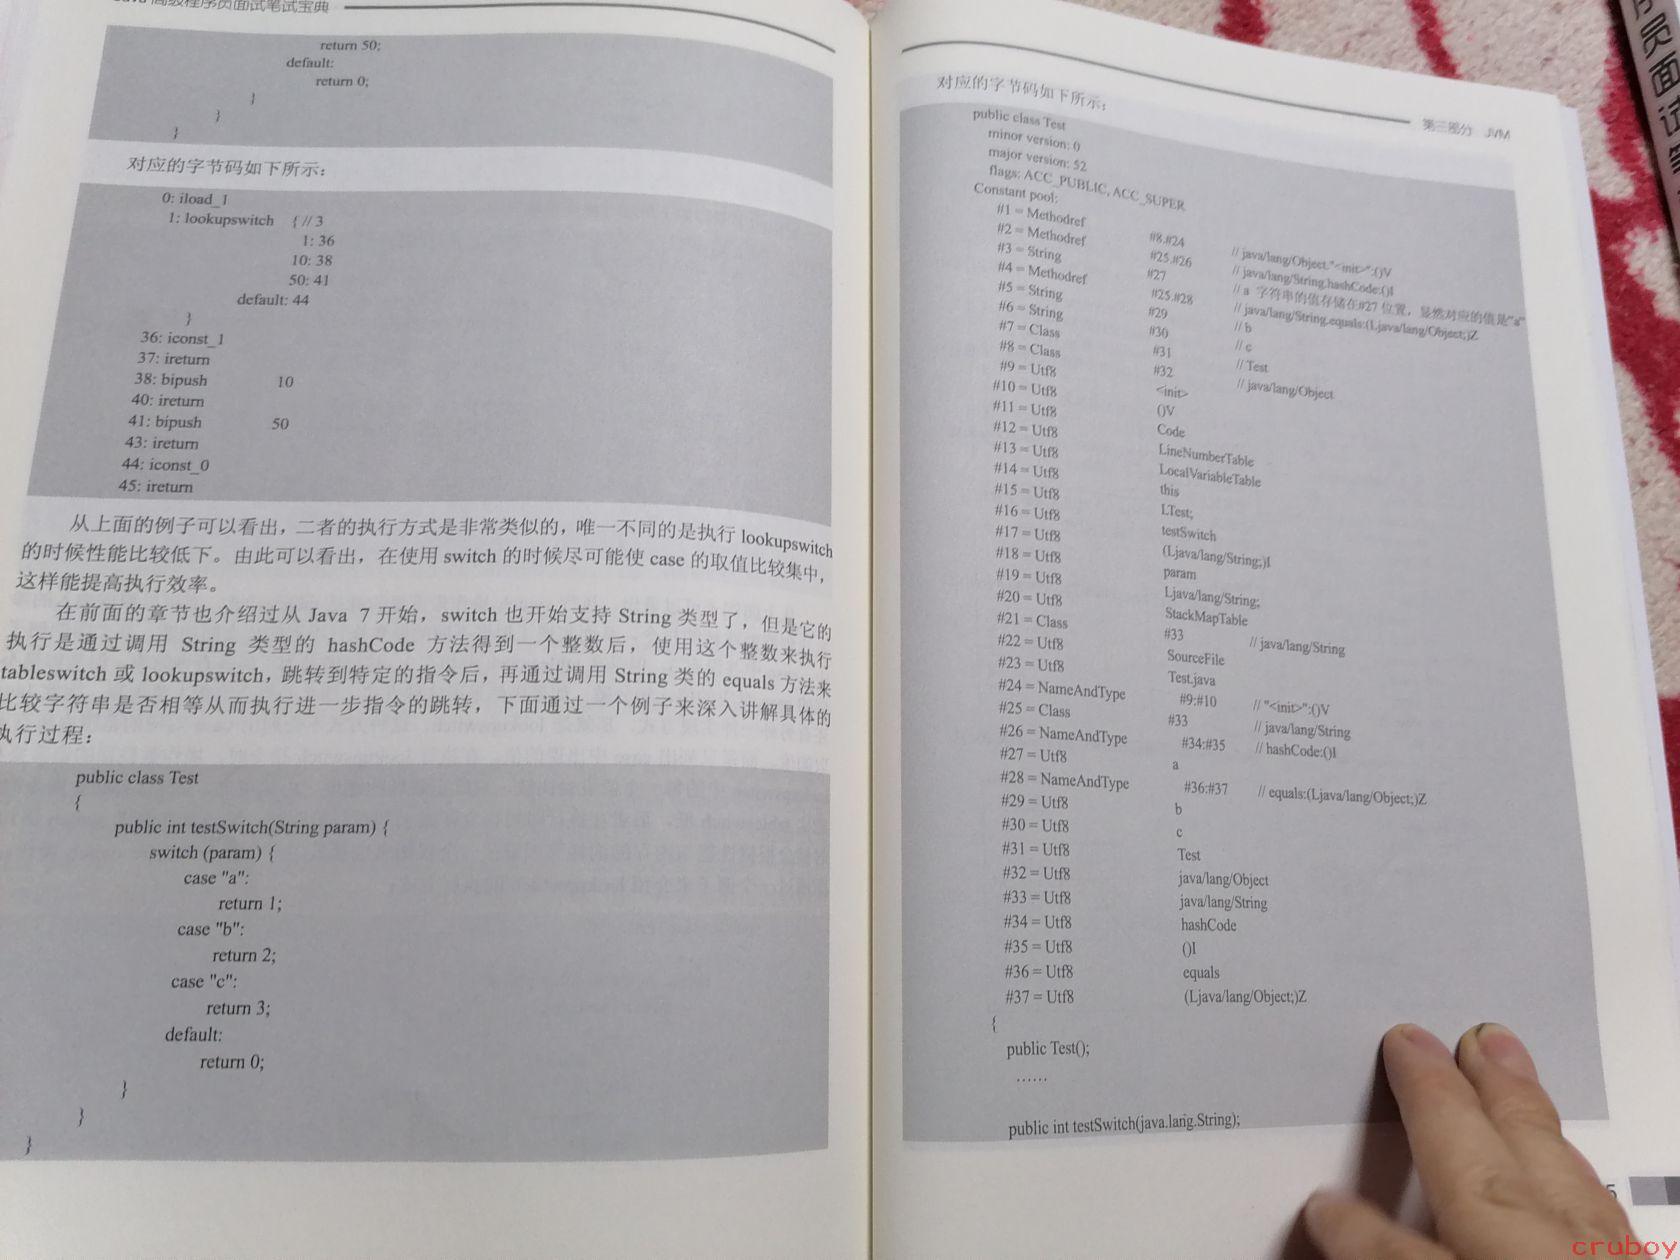 高级程序员面试笔试宝典
return 50;
default:
return 0;
}
}
}
对应的字节码如下所示：
0: iload_1
1: lookupswitch { // 3
1: 36
10: 38
50: 41
default: 44
}
36: iconst_1
37: ireturn
38: bipush 10
40: ireturn
41: bipush 50
43: ireturn
44: iconst_0
45: ireturn
从上面的例子可以看出，二者的执行方式是非常类似的，唯一不同的是执行 lookupswitch
的时候性能比较低下。由此可以看出，在使用 switch 的时候尽可能使 case 的取值比较集中，
这样能提高执行效率。
在前面的章节也介绍过从 Java 7 开始，switch 也开始支持 String 类型了，但是它的
执行是通过调用 String 类型的 hashCode 方法得到一个整数后，使用这个整数来执行
tableswitch 或 lookupswitch，跳转到特定的指令后，再通过调用 String 类的 equals 方法来
比较字符串是否相等从而执行进一步指令的跳转，下面通过一个例子来深入讲解具体的
执行过程：
public class Test
{
public int testSwitch(String param) {
switch (param) {
case "a":
return 1;
case "b":
return 2;
case "c":
return 3;
default:
return 0;
}
}
}
第三部分 JVM
对应的字节码如下所示：
public class Test
minor version: 0
major version: 52
flags: ACC_PUBLIC, ACC_SUPER
Constant pool:
#1 = Methodref #8.#24 // java/lang/Object."<init>":()V
#2 = Methodref #25.#26 // java/lang/String.hashCode:()I
#3 = String #27 // a 字符串的值存储在#27 位置，显然对应的值是"a"
#4 = Methodref #25.#28 // java/lang/String.equals:(Ljava/lang/Object;)Z
#5 = String #29 // b
#6 = String #30 // c
#7 = Class #31 // Test
#8 = Class #32 // java/lang/Object
#9 = Utf8 <init>
#10 = Utf8 ()V
#11 = Utf8 Code
#12 = Utf8 LineNumberTable
#13 = Utf8 LocalVariableTable
#14 = Utf8 this
#15 = Utf8 LTest;
#16 = Utf8 testSwitch
#17 = Utf8 (Ljava/lang/String;)I
#18 = Utf8 param
#19 = Utf8 Ljava/lang/String;
#20 = Utf8 StackMapTable
#21 = Class #33 // java/lang/String
#22 = Utf8 SourceFile
#23 = Utf8 Test.java
#24 = NameAndType #9:#10 // "<init>":()V
#25 = Class #33 // java/lang/String
#26 = NameAndType #34:#35 // hashCode:()I
#27 = Utf8 a
#28 = NameAndType #36:#37 // equals:(Ljava/lang/Object;)Z
#29 = Utf8 b
#30 = Utf8 c
#31 = Utf8 Test
#32 = Utf8 java/lang/Object
#33 = Utf8 java/lang/String
#34 = Utf8 hashCode
#35 = Utf8 ()I
#36 = Utf8 equals
#37 = Utf8 (Ljava/lang/Object;)Z
{
public Test();
……
public int testSwitch(java.lang.String);
5
cruboy